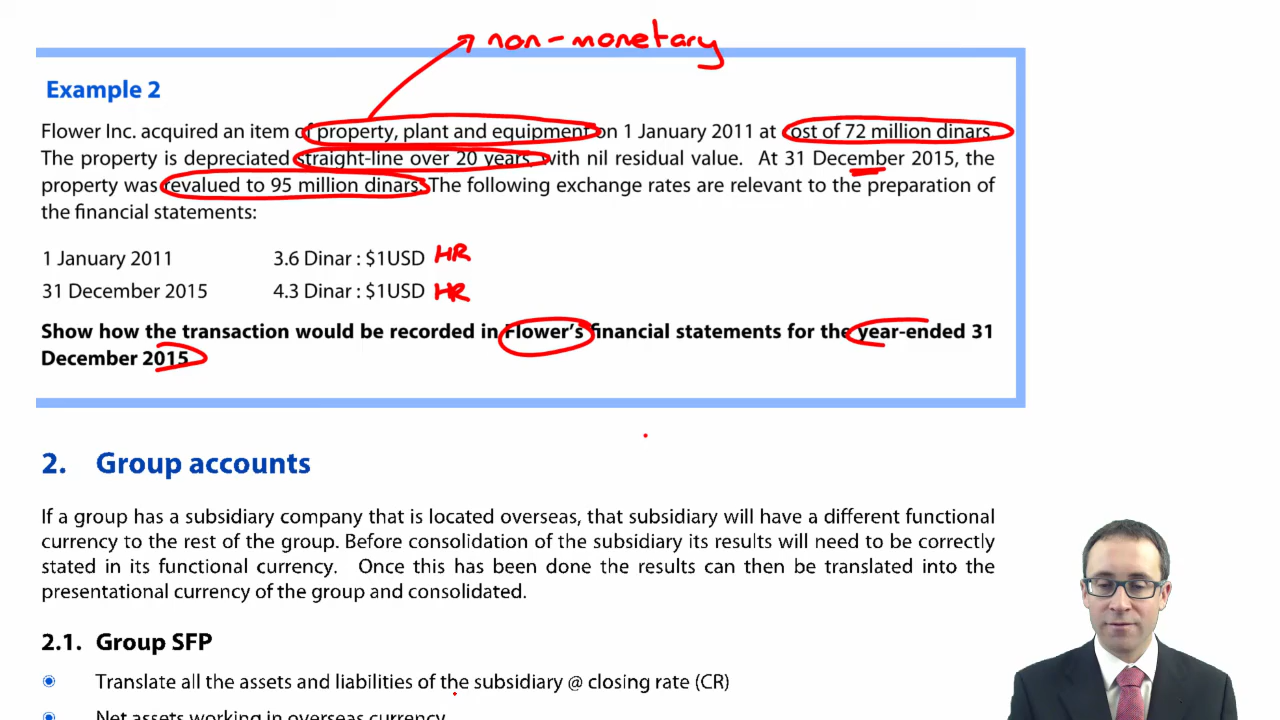 non-monetary
Example 2
Flower Inc. acquired an item of property, plant and equipment on 1 January 2011 at cost of 72 million dinars.
The property is depreciated straight-line over 20 years, with nil residual value. At 31 December 2015, the
property was revalued to 95 million dinars. The following exchange rates are relevant to the preparation of
the financial statements:
1 January 2011 3.6 Dinar : $1USD HR
31 December 2015 4.3 Dinar : $1USD HR
Show how the transaction would be recorded in Flower's financial statements for the year-ended 31
December 2015
2. Group accounts
If a group has a subsidiary company that is located overseas, that subsidiary will have a different functional
currency to the rest of the group. Before consolidation of the subsidiary its results will need to be correctly
stated in its functional currency. Once this has been done the results can then be translated into the
presentational currency of the group and consolidated.
2.1. Group SFP
Translate all the assets and liabilities of the subsidiary @ closing rate (CR)
Net assets working in overseas currency